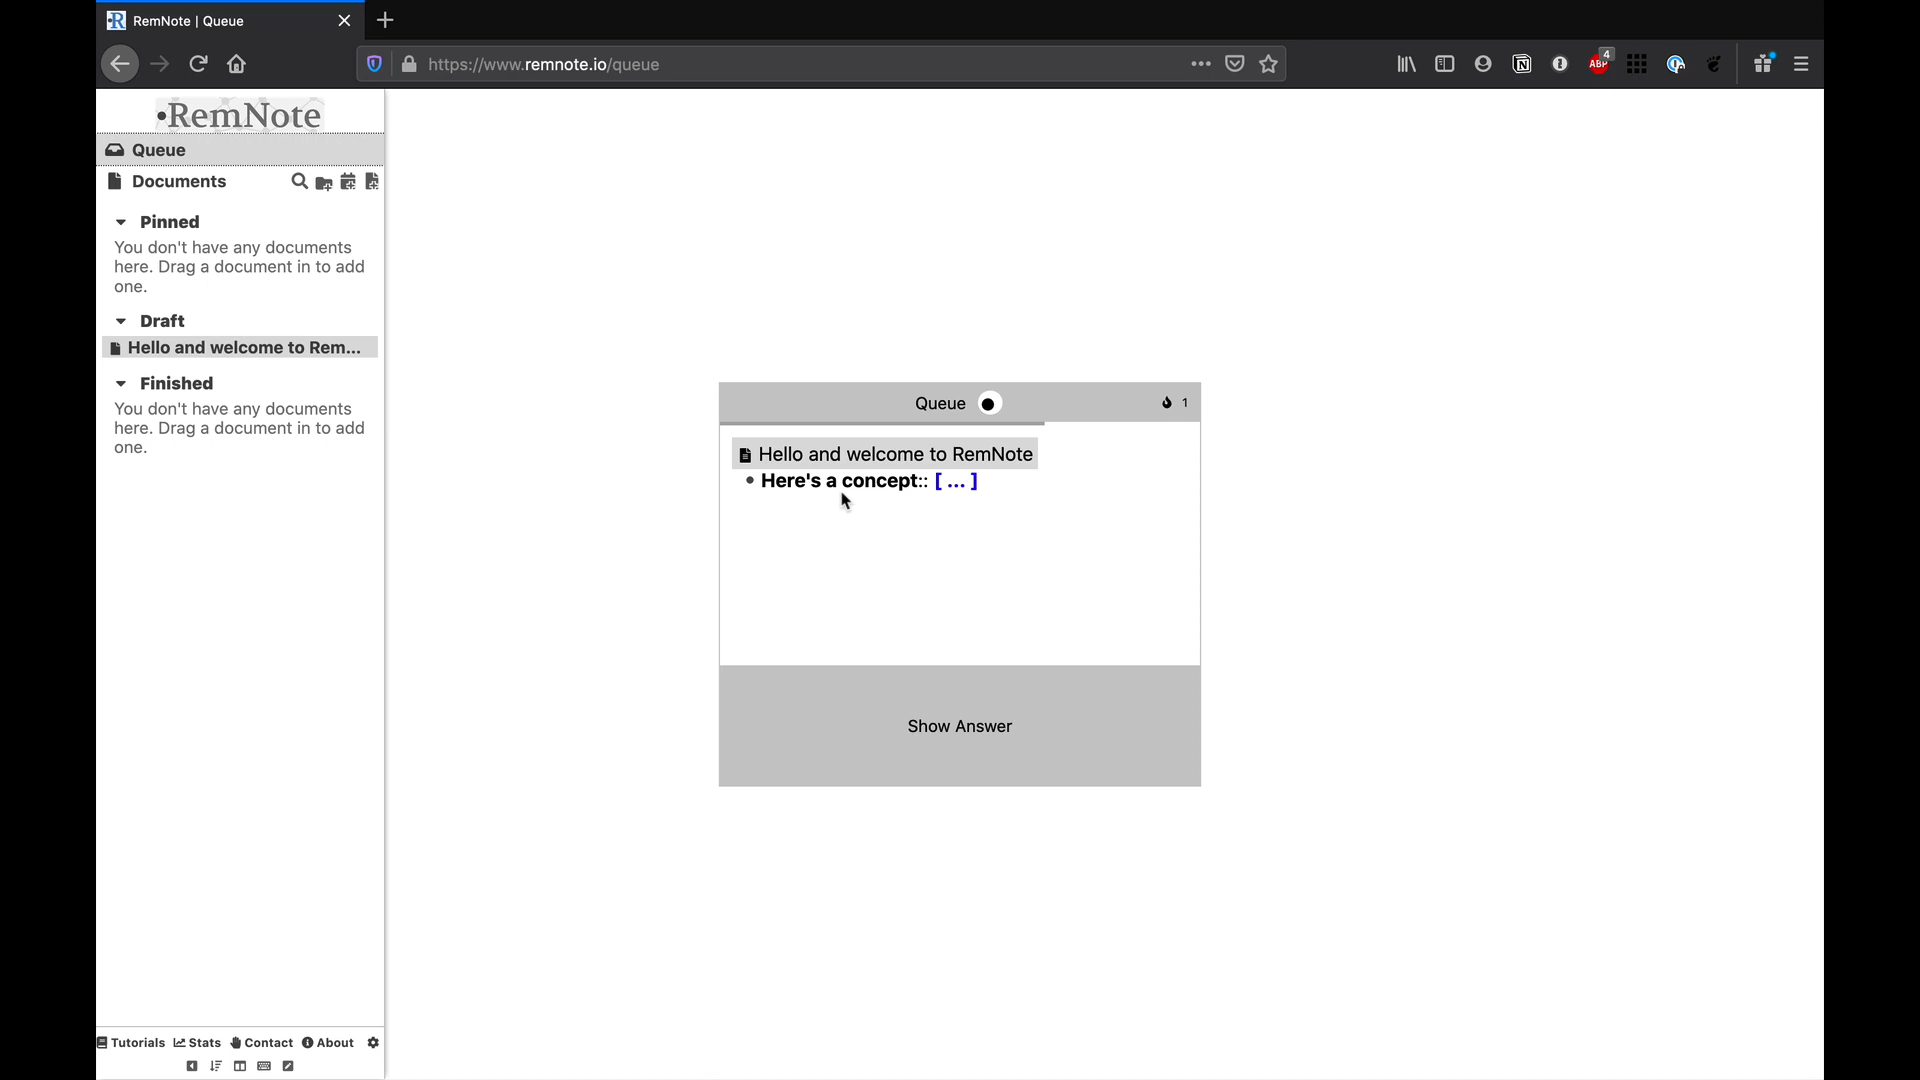 RemNote | Queue
https://www.remnote.io/queue
4
ABP
•RemNote
Queue
Documents
Pinned
You don't have any documents
here. Drag a document in to add
one.
Draft
Hello and welcome to Rem...
Finished
You don't have any documents
here. Drag a document in to add
one.
Queue
1
Hello and welcome to RemNote
• Here's a concept:: [ ... ]
Show Answer
Tutorials Stats Contact About